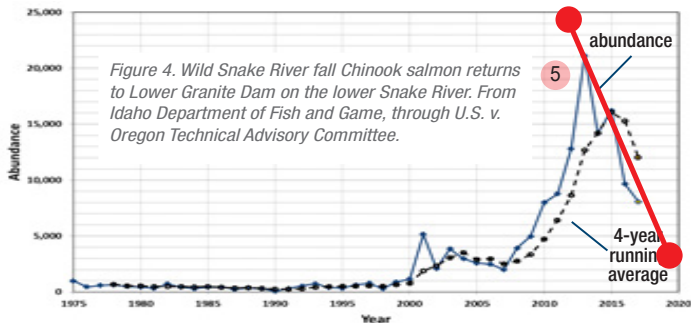 25,000
20,000
15,000
10,000
5,000
0
Abundance
Figure 4. Wild Snake River fall Chinook salmon returns
to Lower Granite Dam on the lower Snake River. From
Idaho Department of Fish and Game, through U.S. v.
Oregon Technical Advisory Committee.
5
abundance
4-year
running
average
1975 1980 1985 1990 1995 2000 2005 2010 2015 2020
Year